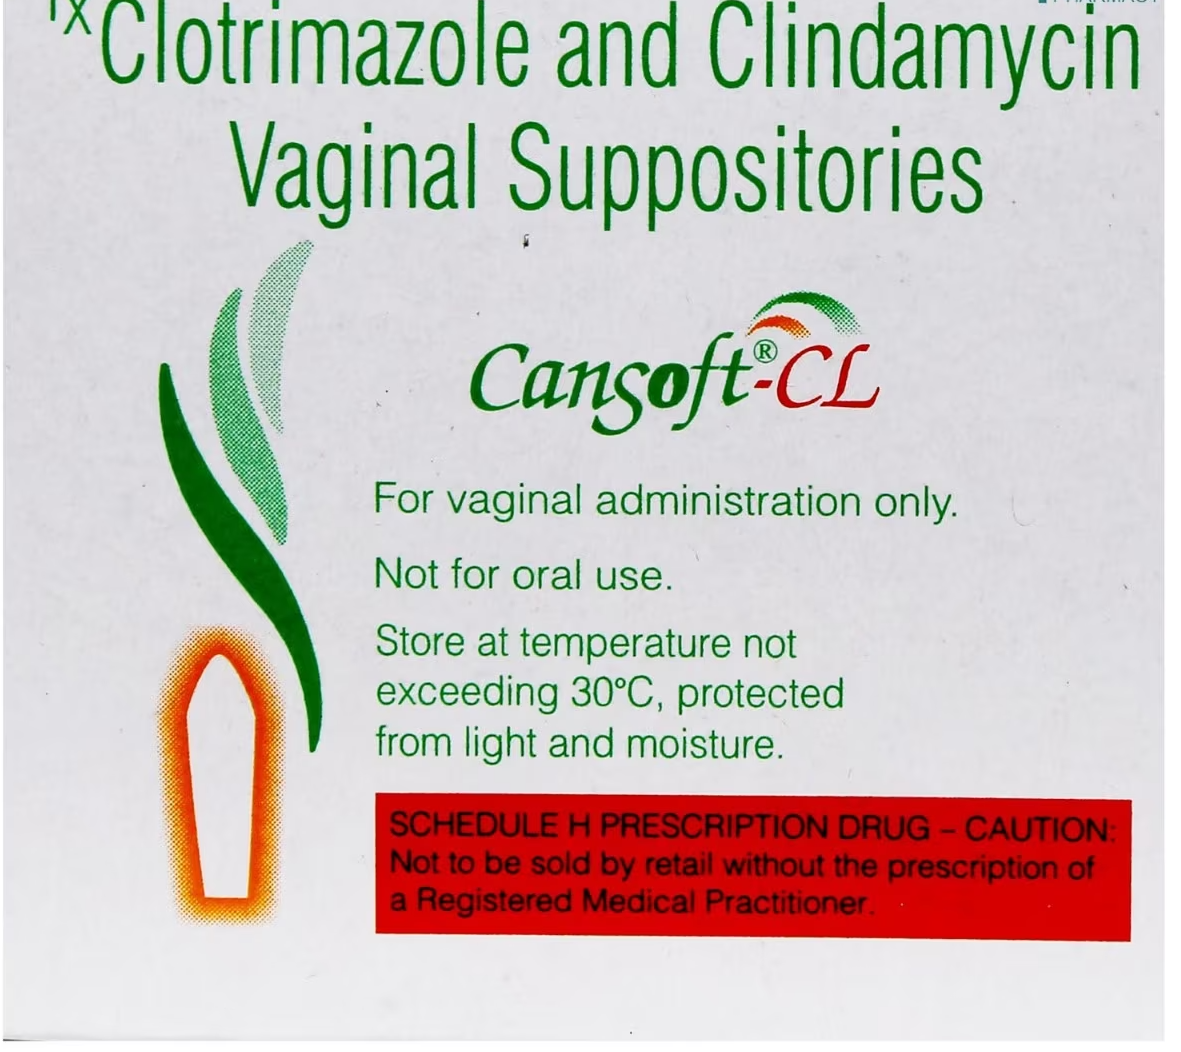 Clotrimazole and Clindamycin
Vaginal Suppositories
Cansoft®-CL
For vaginal administration only.
Not for oral use.
Store at temperature not
exceeding 30°C, protected
from light and moisture.
SCHEDULE H PRESCRIPTION DRUG – CAUTION:
Not to be sold by retail without the prescription of
a Registered Medical Practitioner.